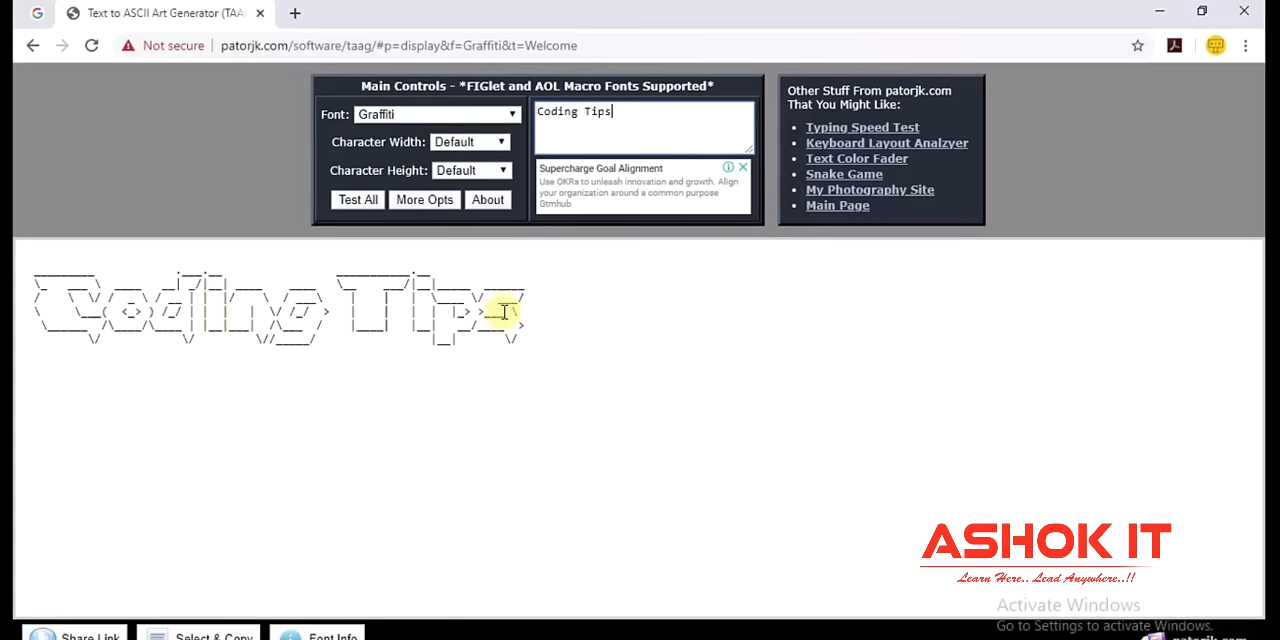 Text to ASCII Art Generator (TAA
Not secure
patorjk.com/software/taag/#p=display&f=Graffiti&t=Welcome
Main Controls - *FIGlet and AOL Macro Fonts Supported*
Font: Graffiti
Character Width: Default
Character Height: Default
Test All More Opts About
Coding Tips
Supercharge Goal Alignment
Use OKRs to unleash innovation and growth. Align
your organization around a common purpose
Gtmhub
Other Stuff From patorjk.com
That You Might Like:
Typing Speed Test
Keyboard Layout Analzyer
Text Color Fader
Snake Game
My Photography Site
Main Page
Coding Tips
ASHOK IT
Learn Here.. Lead Anywhere..!!
Activate Windows
Go to Settings to activate Windows.
Share Link Select & Copy Font Info